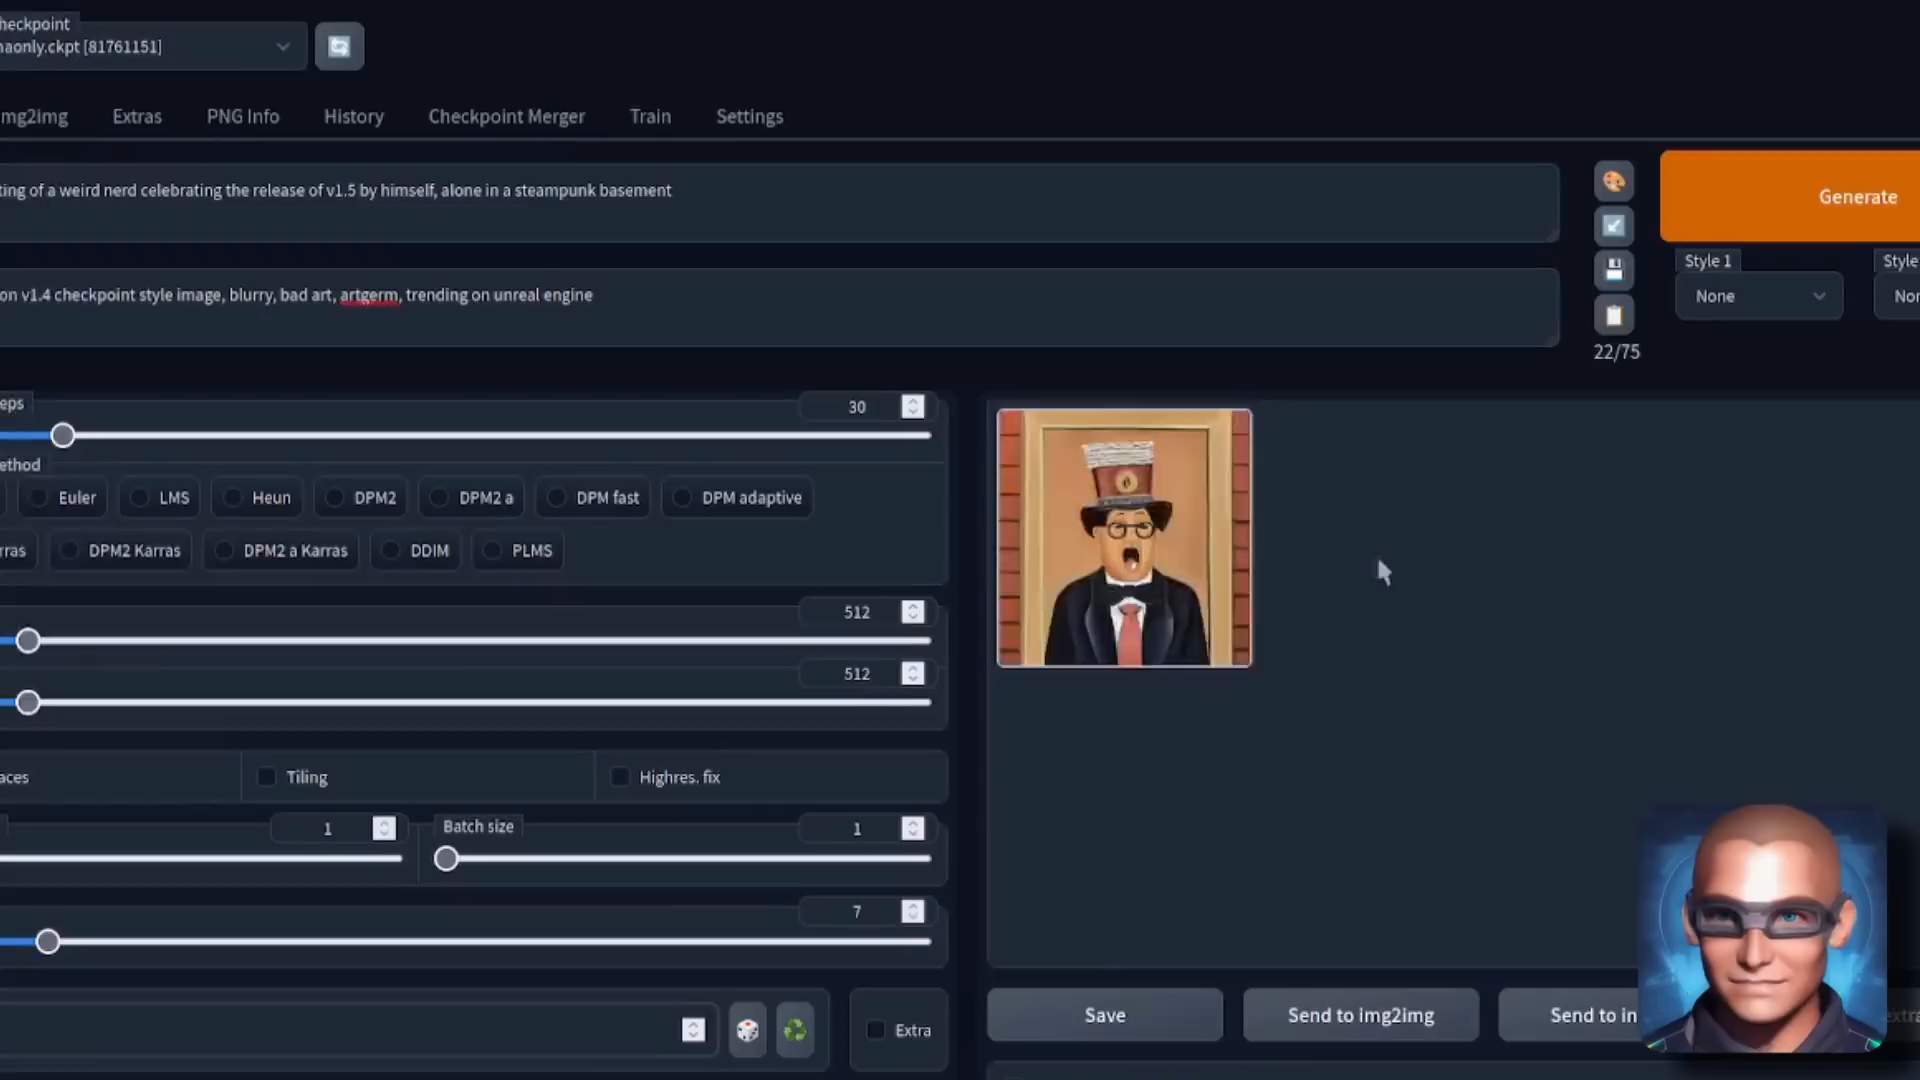 heckpoint
naonly.ckpt [81761151]
mg2img Extras PNG Info History Checkpoint Merger Train Settings
ting of a weird nerd celebrating the release of v1.5 by himself, alone in a steampunk basement
Generate
on v1.4 checkpoint style image, blurry, bad art, artgerm, trending on unreal engine
Style 1
Style
None
Non
22/75
eps
30
ethod
Euler LMS Heun DPM2 DPM2 a DPM fast DPM adaptive
rras DPM2 Karras DPM2 a Karras DDIM PLMS
512
512
aces Tiling Highres. fix
1
Batch size
1
7
Extra
Save
Send to img2img
Send to in
extra